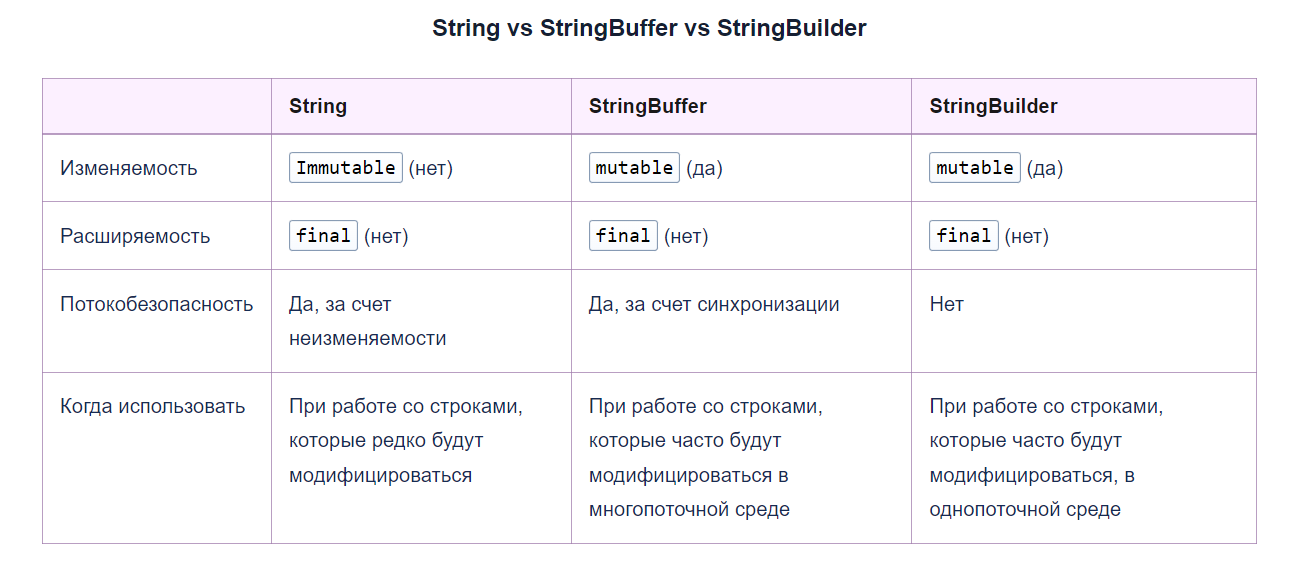 String vs StringBuffer vs StringBuilder
String StringBuffer StringBuilder
Изменяемость Immutable (нет) mutable (да) mutable (да)
Расширяемость final (нет) final (нет) final (нет)
Потокобезопасность Да, за счет Да, за счет синхронизации Нет
неизменяемости
Когда использовать При работе со строками, При работе со строками, При работе со строками,
которые редко будут которые часто будут которые часто будут
модифицироваться модифицироваться в модифицироваться, в
многопоточной среде однопоточной среде